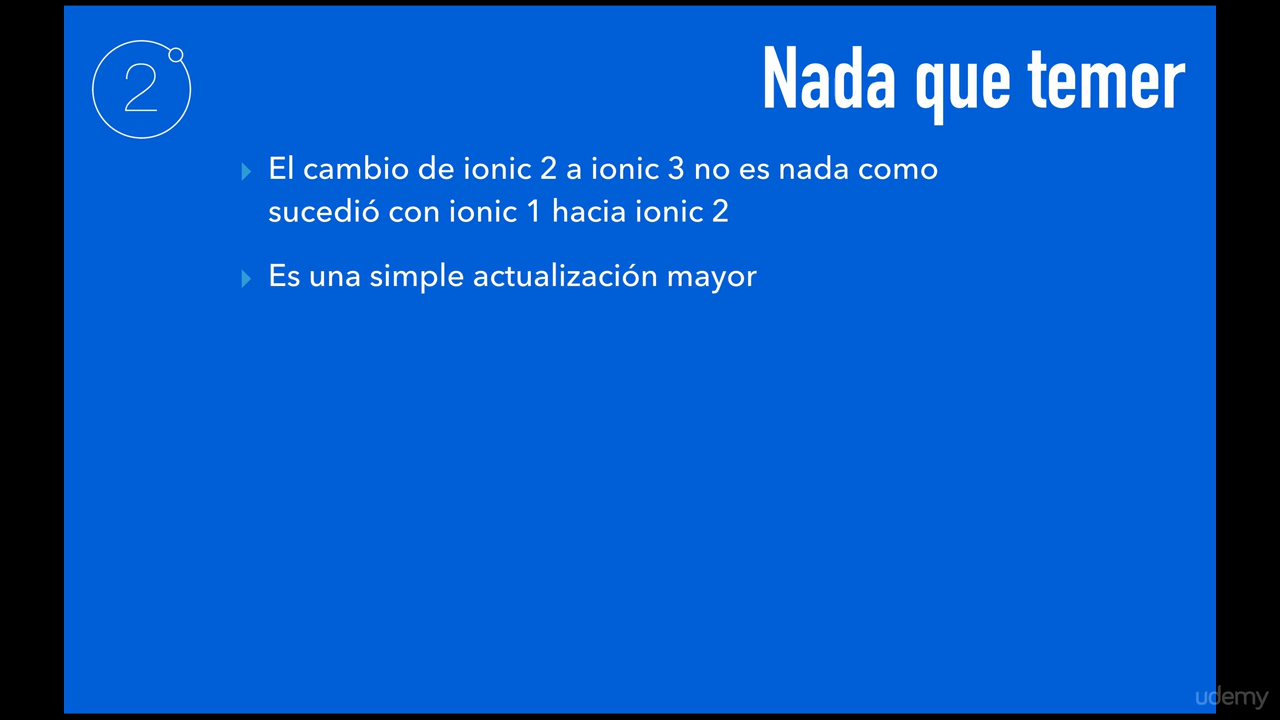 2
Nada que temer
El cambio de ionic 2 a ionic 3 no es nada como
sucedió con ionic 1 hacia ionic 2
Es una simple actualización mayor
udemy